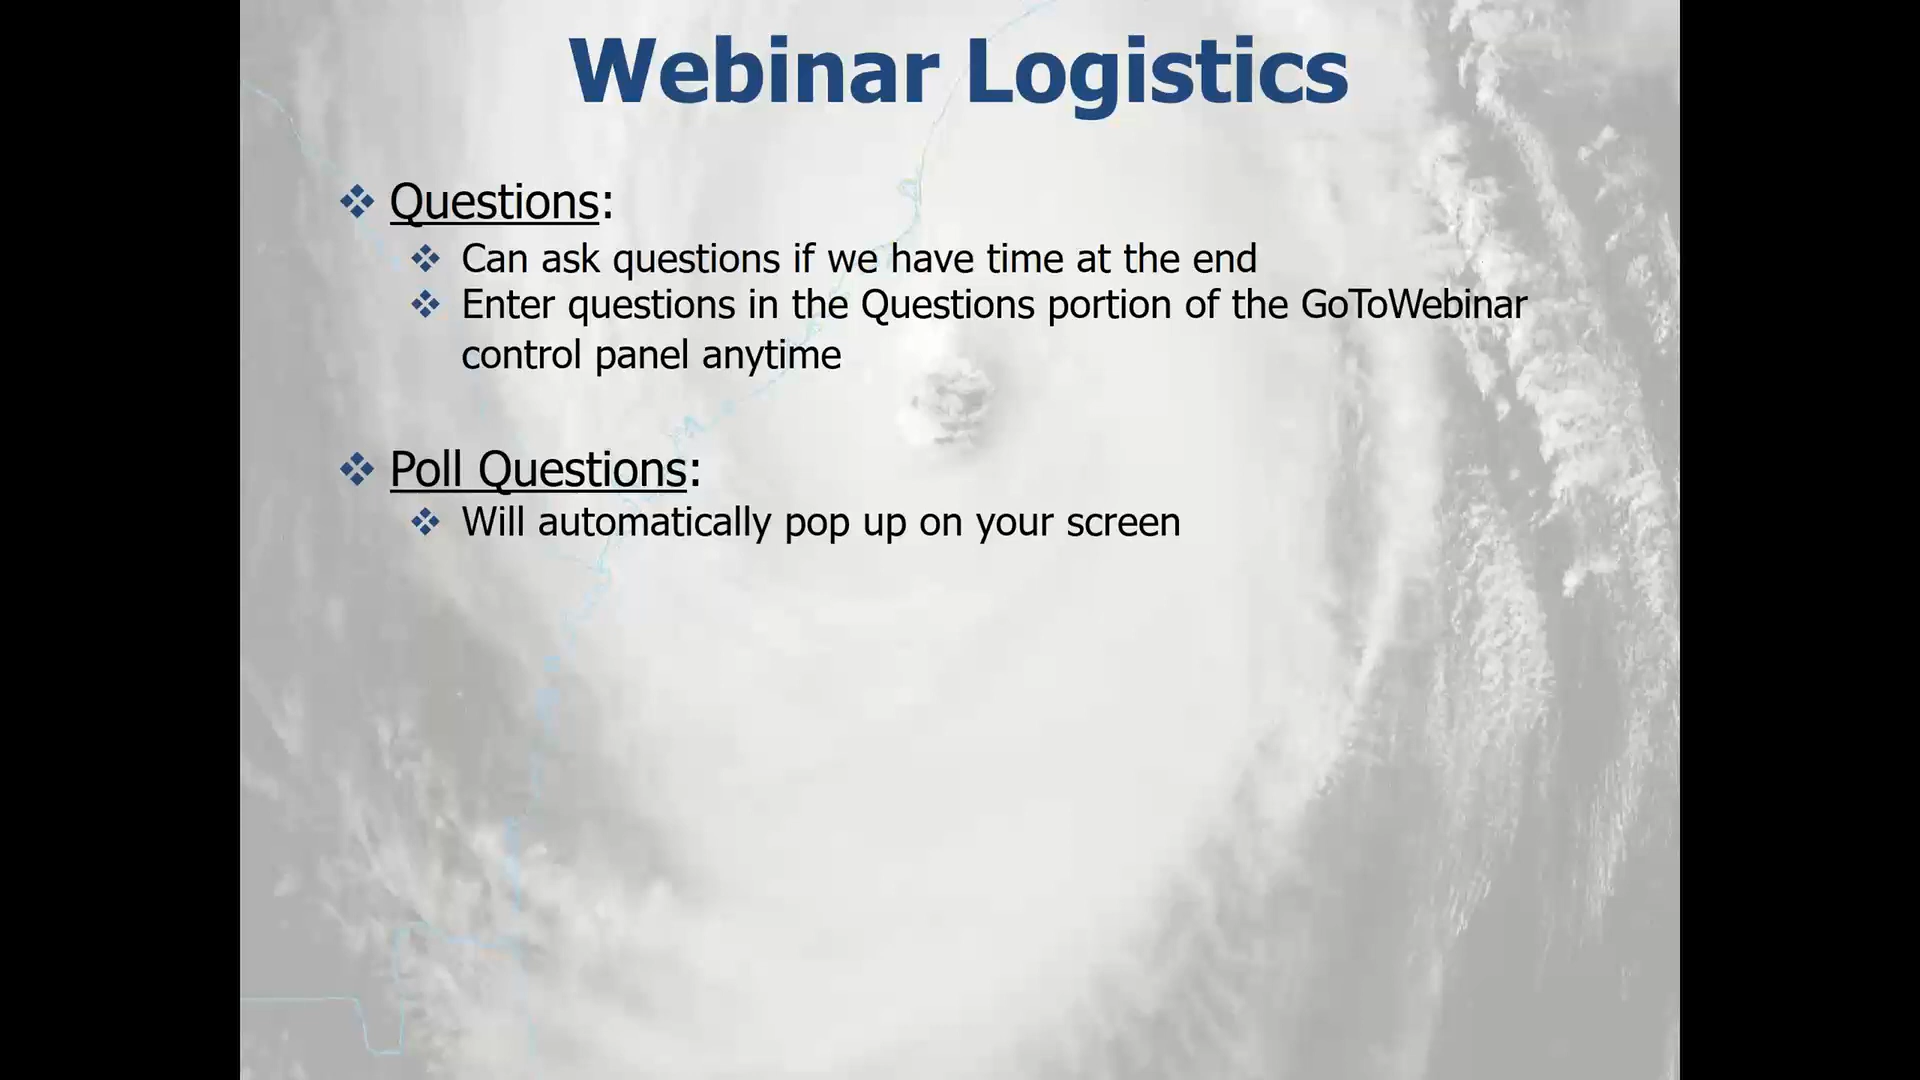 Webinar Logistics
Questions:
Can ask questions if we have time at the end
Enter questions in the Questions portion of the GoToWebinar
control panel anytime
Poll Questions:
Will automatically pop up on your screen